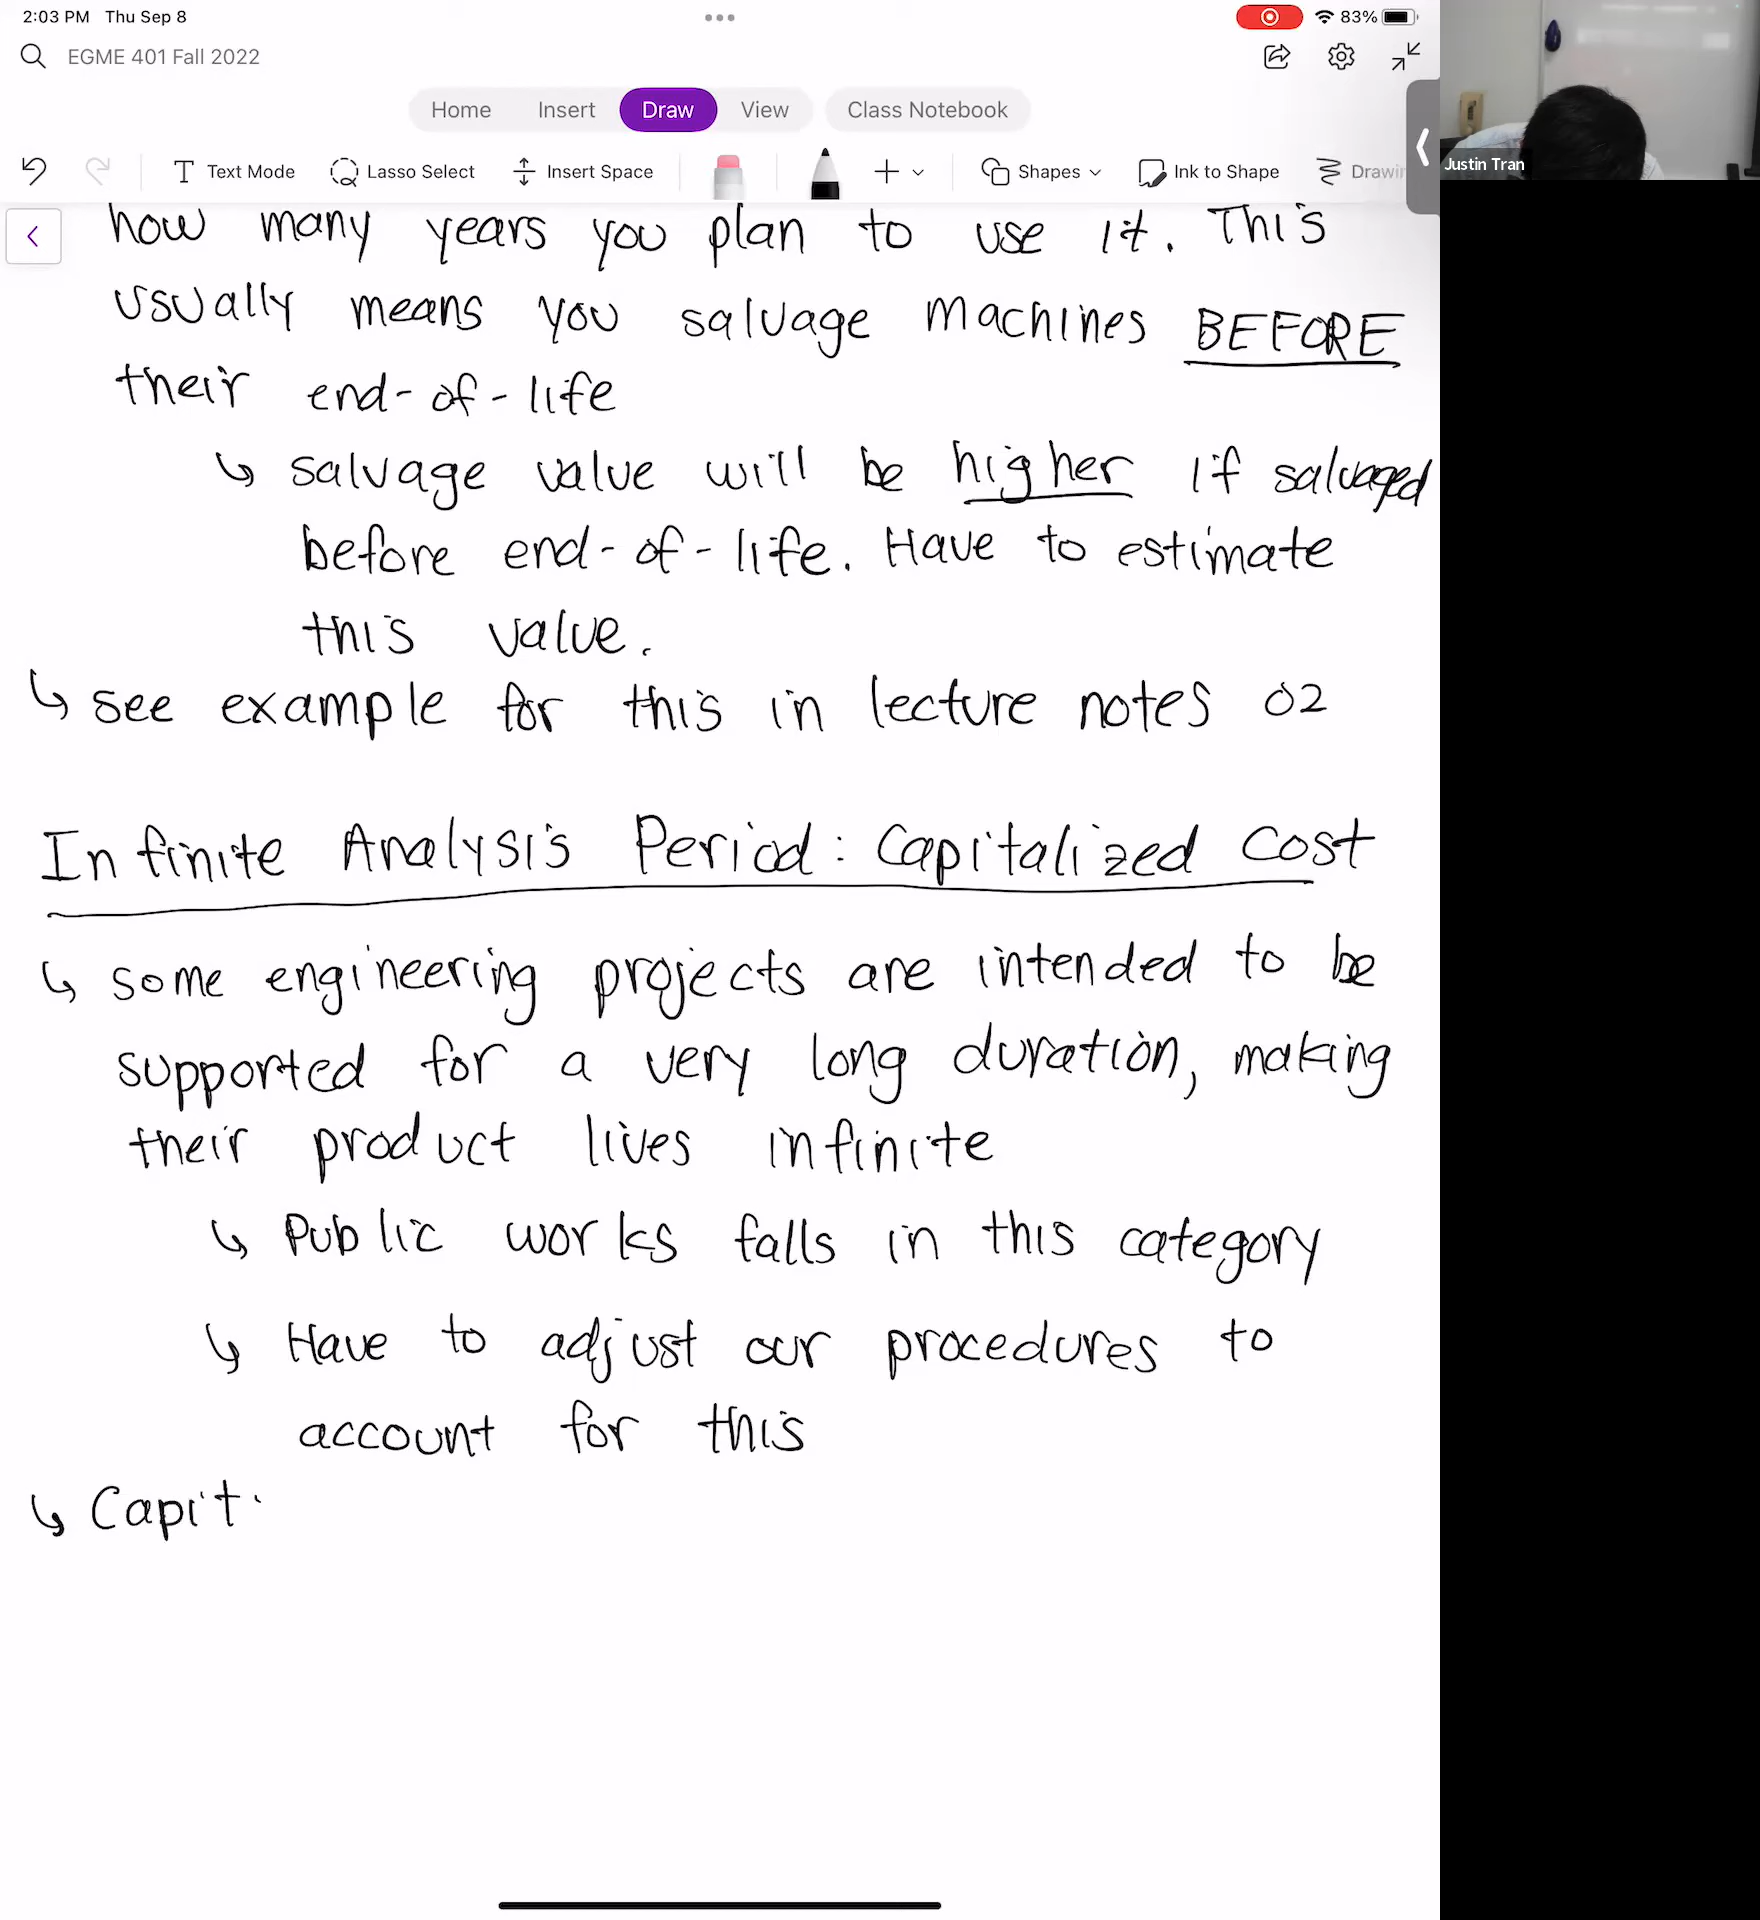 2:03 PM Thu Sep 8
83%
EGME 401 Fall 2022
Home Insert Draw View Class Notebook
Text Mode Lasso Select Insert Space Shapes Ink to Shape Drawi
Justin Tran
how many years you plan to use it. This
usually means you salvage machines BEFORE
their end-of-life
↳ salvage value will be higher if salvaged
before end-of-life. Have to estimate
this value.
↳ see example for this in lecture notes 02
Infinite Analysis Period: Capitalized Cost
↳ some engineering projects are intended to be
supported for a very long duration, making
their product lives infinite
↳ Public works falls in this category
↳ Have to adjust our procedures to
account for this
↳ Capit